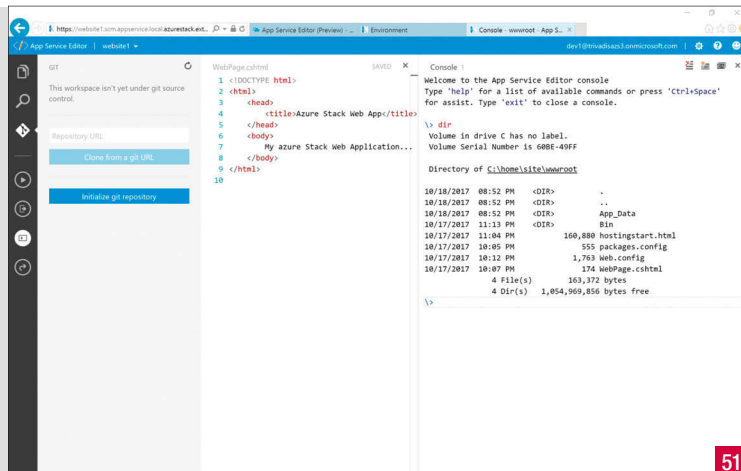 https://website1.scm.appservice.local.azurestack.ext...
App Service Editor (Preview) - ...
Environment
Console - wwwroot - App S...
App Service Editor | website1
dev1@trivadisazs3.onmicrosoft.com
GIT
This workspace isn't yet under git source
control.
Repository URL
Clone from a git URL
Initialize git repository
WebPage.cshtml SAVED
1 <!DOCTYPE html>
2 <html>
3 <head>
4 <title>Azure Stack Web App</title>
5 </head>
6 <body>
7 My azure Stack Web Application...
8 </body>
9 </html>
10
Console 1
Welcome to the App Service Editor console
Type 'help' for a list of available commands or press 'Ctrl+Space'
for assist. Type 'exit' to close a console.
\> dir
Volume in drive C has no label.
Volume Serial Number is 60BE-49FF
Directory of C:\home\site\wwwroot
10/18/2017 08:52 PM <DIR> .
10/18/2017 08:52 PM <DIR> ..
10/18/2017 08:52 PM <DIR> App_Data
10/17/2017 11:13 PM <DIR> Bin
10/17/2017 11:04 PM 160,880 hostingstart.html
10/17/2017 10:05 PM 555 packages.config
10/17/2017 10:12 PM 1,763 Web.config
10/17/2017 10:07 PM 174 WebPage.cshtml
4 File(s) 163,372 bytes
4 Dir(s) 1,054,969,856 bytes free
\>
51